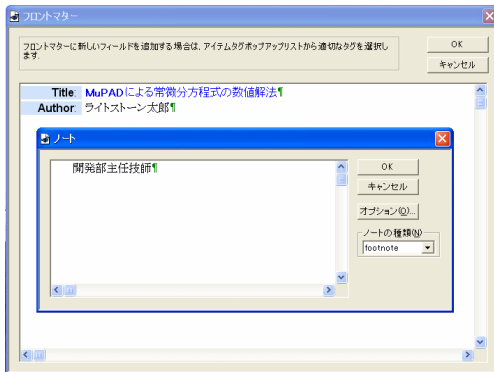 フロントマター
フロントマターに新しいフィールドを追加する場合は、アイテムタグポップアップリストから適切なタグを選択し
ます.
OK
キャンセル
Title: MuPADによる常微分方程式の数値解法¶
Author: ライトストーン太郎¶
ノート
開発部主任技師¶
OK
キャンセル
オプション(O)...
ノートの種類(N)
footnote